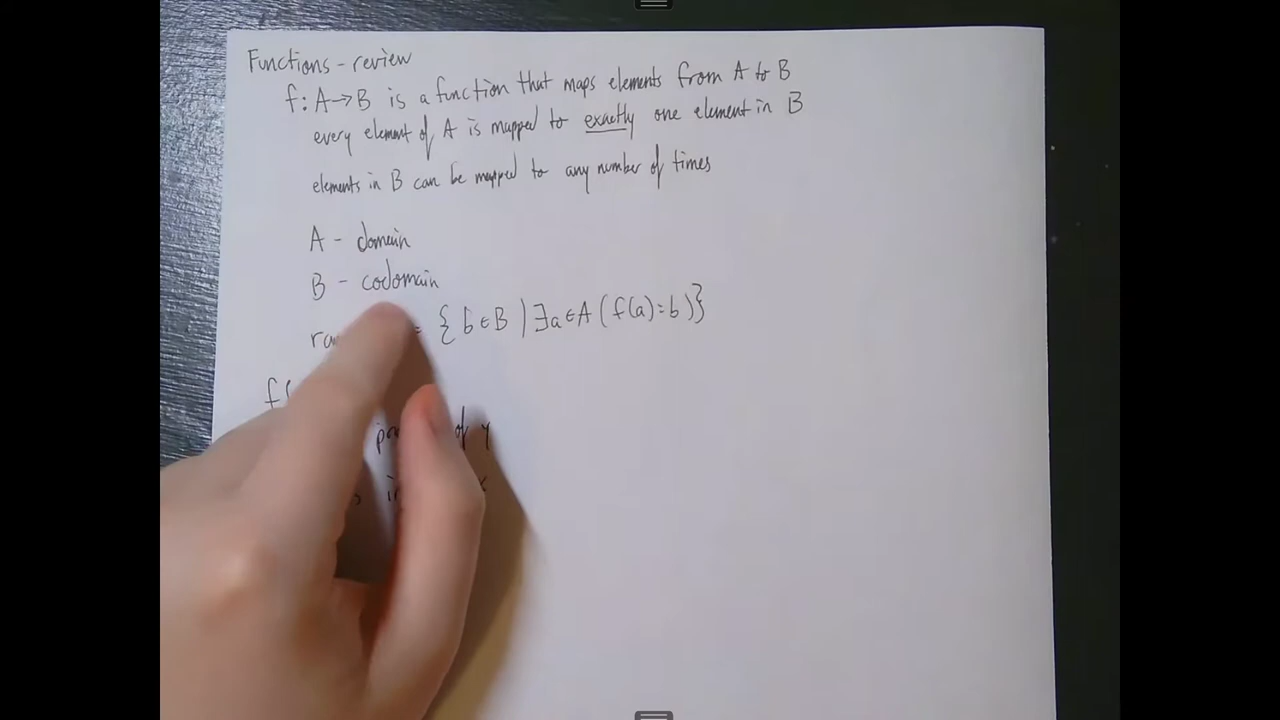 Functions - review
f: A → B is a function that maps elements from A to B
every element of A is mapped to exactly one element in B
elements in B can be mapped to any number of times
A - domain
B - codomain
= {b ∈ B | ∃a ∈ A (f(a) = b)}
f(
of y